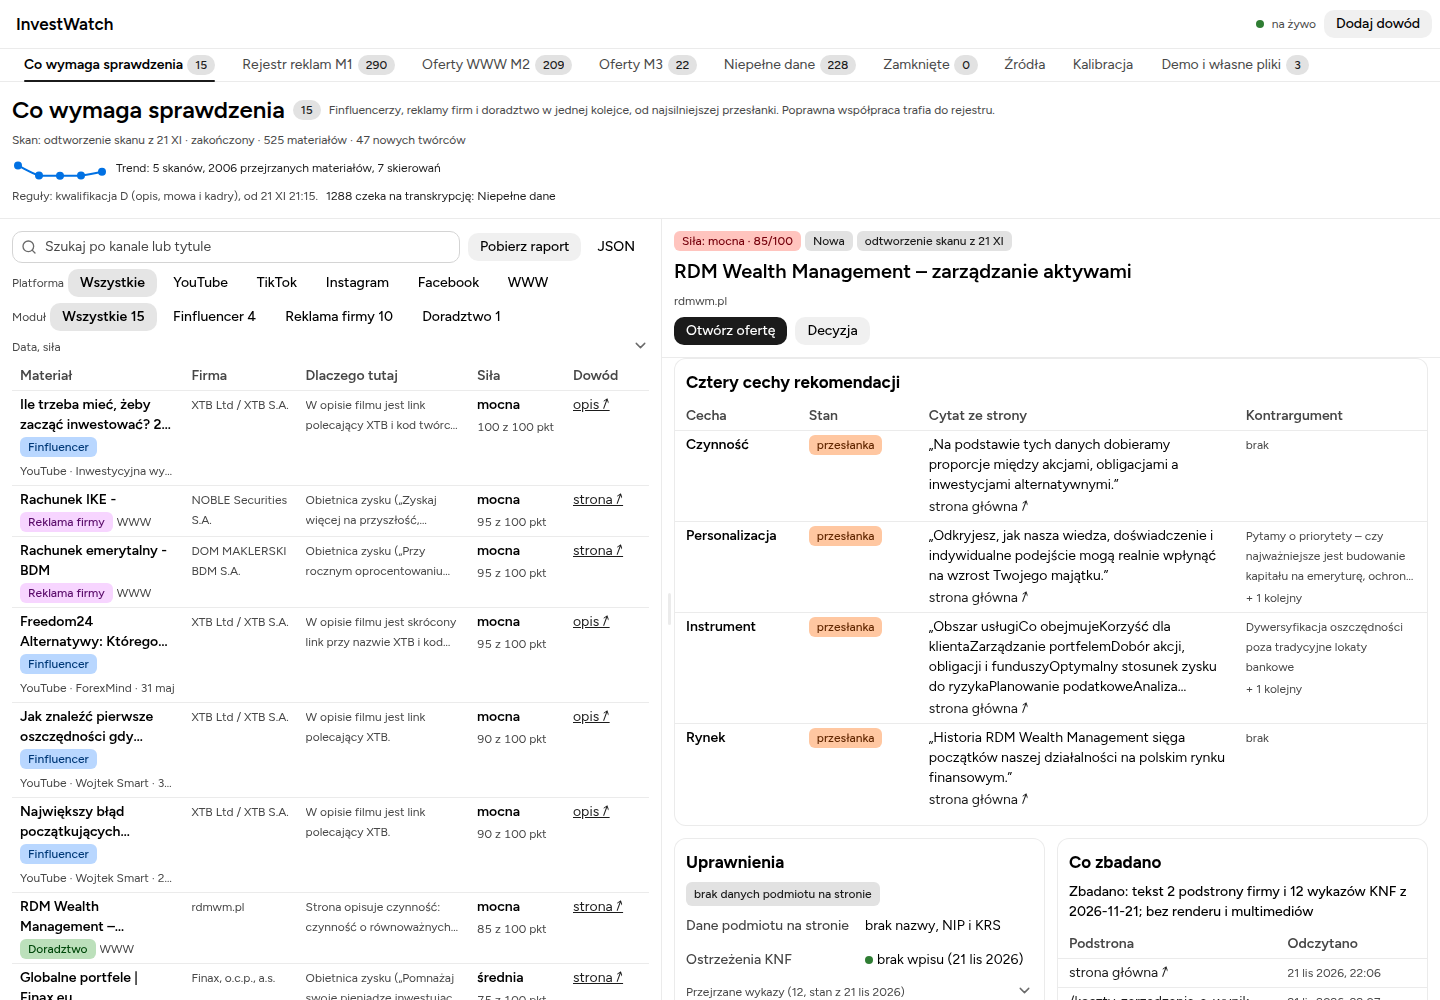 InvestWatch
na żywo
Dodaj dowód
Co wymaga sprawdzenia 15
Rejestr reklam M1 290
Oferty WWW M2 209
Oferty M3 22
Niepełne dane 228
Zamknięte 0
Źródła
Kalibracja
Demo i własne pliki 3
Co wymaga sprawdzenia 15 Finfluencerzy, reklamy firm i doradztwo w jednej kolejce, od najsilniejszej przesłanki. Poprawna współpraca trafia do rejestru.
Skan: odtworzenie skanu z 21 XI · zakończony · 525 materiałów · 47 nowych twórców
Trend: 5 skanów, 2006 przejrzanych materiałów, 7 skierowań
Reguły: kwalifikacja D (opis, mowa i kadry), od 21 XI 21:15. 1288 czeka na transkrypcję: Niepełne dane
Szukaj po kanale lub tytule
Pobierz raport
JSON
Platforma Wszystkie YouTube TikTok Instagram Facebook WWW
Moduł Wszystkie 15 Finfluencer 4 Reklama firmy 10 Doradztwo 1
Data, siła
Materiał Firma Dlaczego tutaj Siła Dowód
Ile trzeba mieć, żeby
zacząć inwestować? 2...
Finfluencer
YouTube · Inwestycyjna wy...
XTB Ltd / XTB S.A.
W opisie filmu jest link
polecający XTB i kod twórc...
mocna
100 z 100 pkt
opis ↗
Rachunek IKE -
Reklama firmy WWW
NOBLE Securities
S.A.
Obietnica zysku („Zyskaj
więcej na przyszłość,...
mocna
95 z 100 pkt
strona ↗
Rachunek emerytalny -
BDM
Reklama firmy WWW
DOM MAKLERSKI
BDM S.A.
Obietnica zysku („Przy
rocznym oprocentowaniu...
mocna
95 z 100 pkt
strona ↗
Freedom24
Alternatywy: Którego...
Finfluencer
YouTube · ForexMind · 31 maj
XTB Ltd / XTB S.A.
W opisie filmu jest skrócony
link przy nazwie XTB i kod...
mocna
95 z 100 pkt
opis ↗
Jak znaleźć pierwsze
oszczędności gdy...
Finfluencer
YouTube · Wojtek Smart · 3...
XTB Ltd / XTB S.A.
W opisie filmu jest link
polecający XTB.
mocna
90 z 100 pkt
opis ↗
Największy błąd
początkujących...
Finfluencer
YouTube · Wojtek Smart · 2...
XTB Ltd / XTB S.A.
W opisie filmu jest link
polecający XTB.
mocna
90 z 100 pkt
opis ↗
RDM Wealth
Management –...
Doradztwo WWW
rdmwm.pl
Strona opisuje czynność:
czynność o równoważnych...
mocna
85 z 100 pkt
strona ↗
Globalne portfele |
Finax.eu
Finax, o.c.p., a.s.
Obietnica zysku („Pomnażaj
swoje pieniądze inwestując
średnia
75 z 100 pkt
strona ↗
Siła: mocna · 85/100 Nowa odtworzenie skanu z 21 XI
RDM Wealth Management – zarządzanie aktywami
rdmwm.pl
Otwórz ofertę Decyzja
Cztery cechy rekomendacji
Cecha Stan Cytat ze strony Kontrargument
Czynność
przesłanka
„Na podstawie tych danych dobieramy
proporcje między akcjami, obligacjami a
inwestycjami alternatywnymi.”
strona główna ↗
brak
Personalizacja
przesłanka
„Odkryjesz, jak nasza wiedza, doświadczenie i
indywidualne podejście mogą realnie wpłynąć
na wzrost Twojego majątku.”
strona główna ↗
Pytamy o priorytety – czy
najważniejsze jest budowanie
kapitału na emeryturę, ochron...
+ 1 kolejny
Instrument
przesłanka
„Obszar usługiCo obejmujeKorzyść dla
klientaZarządzanie portfelemDobór akcji,
obligacji i funduszyOptymalny stosunek zysku
do ryzykaPlanowanie podatkoweAnaliza...
strona główna ↗
Dywersyfikacja oszczędności
poza tradycyjne lokaty
bankowe
+ 1 kolejny
Rynek
przesłanka
„Historia RDM Wealth Management sięga
początków naszej działalności na polskim rynku
finansowym.”
strona główna ↗
brak
Uprawnienia
brak danych podmiotu na stronie
Dane podmiotu na stronie brak nazwy, NIP i KRS
Ostrzeżenia KNF brak wpisu (21 lis 2026)
Przejrzane wykazy (12, stan z 21 lis 2026)
Co zbadano
Zbadano: tekst 2 podstrony firmy i 12 wykazów KNF z
2026-11-21; bez renderu i multimediów
Podstrona Odczytano
strona główna ↗ 21 lis 2026, 22:06